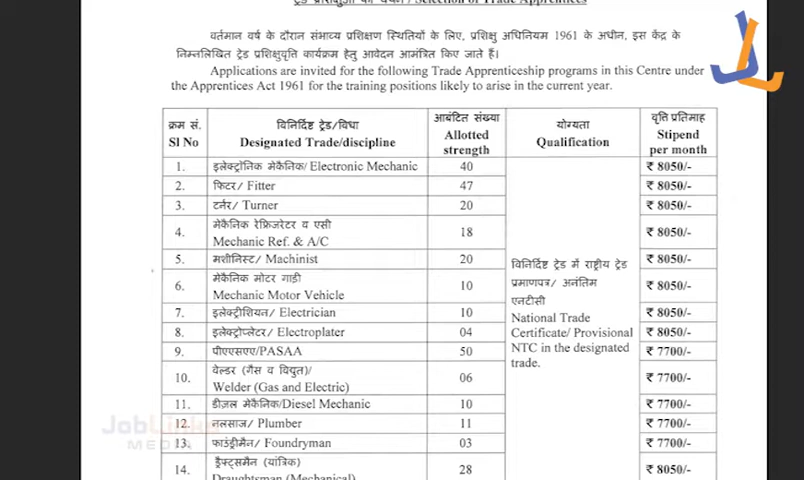 ट्रेड प्रशिक्षुओं का चयन / Selection of Trade Apprentices
वर्तमान वर्ष के दौरान संभाव्य प्रशिक्षण स्थितियों के लिए, प्रशिक्षु अधिनियम 1961 के अधीन, इस केंद्र के
निम्नलिखित ट्रेड प्रशिक्षुवृत्ति कार्यक्रम हेतु आवेदन आमंत्रित किए जाते हैं।
Applications are invited for the following Trade Apprenticeship programs in this Centre under
the Apprentices Act 1961 for the training positions likely to arise in the current year.
क्रम सं. विनिर्दिष्ट ट्रेड/विधा आबंटित संख्या योग्यता वृत्ति प्रतिमाह
Sl No Designated Trade/discipline Allotted strength Qualification Stipend per month
1. इलेक्ट्रॉनिक मेकैनिक/ Electronic Mechanic 40 ₹ 8050/-
2. फिटर/ Fitter 47 ₹ 8050/-
3. टर्नर/ Turner 20 ₹ 8050/-
4. मेकैनिक रेफ्रिजरेटर व एसी
Mechanic Ref. & A/C 18 ₹ 8050/-
5. मशीनिस्ट/ Machinist 20 ₹ 8050/-
6. मेकैनिक मोटर गाड़ी
Mechanic Motor Vehicle 10 ₹ 8050/-
7. इलेक्ट्रीशियन/ Electrician 10 ₹ 8050/-
8. इलेक्ट्रोप्लेटर/ Electroplater 04 ₹ 8050/-
9. पीएएसएए/PASAA 50 ₹ 7700/-
10. वेल्डर (गैस व विद्युत)/
Welder (Gas and Electric) 06 ₹ 7700/-
11. डीज़ल मेकैनिक/Diesel Mechanic 10 ₹ 7700/-
12. नलसाज/ Plumber 11 ₹ 7700/-
13. फाउंड्रीमैन/ Foundryman 03 ₹ 7700/-
14. ड्रैफ्ट्समैन (यांत्रिक)
Draughtsman (Mechanical) 28 ₹ 8050/-
विनिर्दिष्ट ट्रेड में राष्ट्रीय ट्रेड
प्रमाणपत्र/ अनंतिम
एनटीसी
National Trade
Certificate/ Provisional
NTC in the designated
trade.
JobLinks
MEDIA